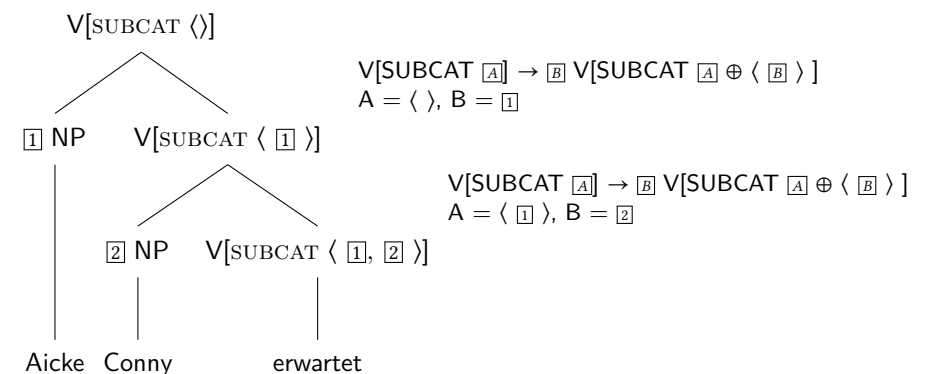 V[SUBCAT ⟨⟩]
V[SUBCAT [A]] → [B] V[SUBCAT [A] ⊕ ⟨ [B] ⟩ ]
A = ⟨ ⟩, B = [1]
[1] NP V[SUBCAT ⟨ [1] ⟩]
V[SUBCAT [A]] → [B] V[SUBCAT [A] ⊕ ⟨ [B] ⟩ ]
A = ⟨ [1] ⟩, B = [2]
[2] NP V[SUBCAT ⟨ [1], [2] ⟩]
Aicke Conny erwartet